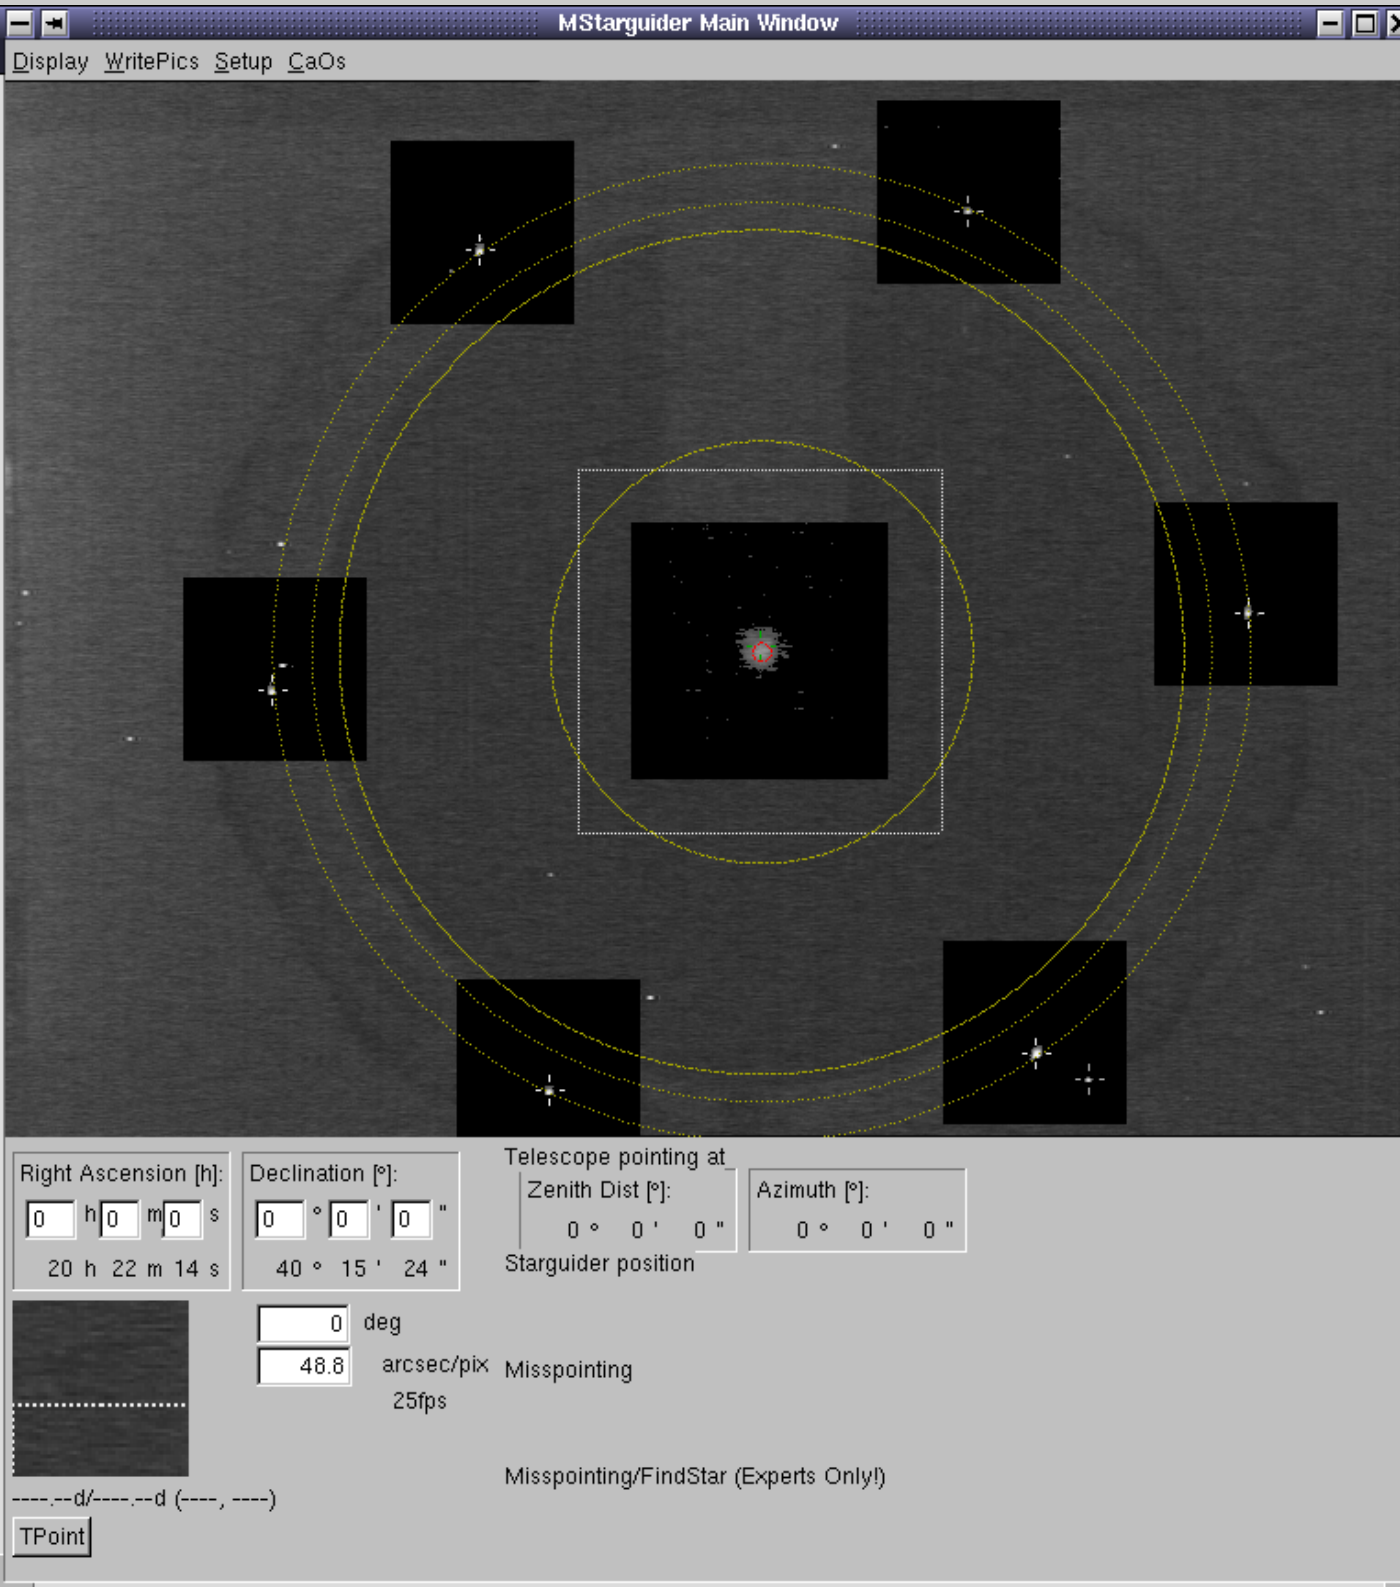 MStarguider Main Window
Display WritePics Setup CaOs
Right Ascension [h]: Declination [°]: Telescope pointing at
Zenith Dist [°]: Azimuth [°]:
0 h 0 m 0 s 0 ° 0 ' 0 "
0 ° 0 ' 0 " 0 ° 0 ' 0 "
20 h 22 m 14 s 40 ° 15 ' 24 " Starguider position
0 deg
48.8 arcsec/pix Misspointing
25fps
Misspointing/FindStar (Experts Only!)
----.--d/----.--d (----, ----)
TPoint